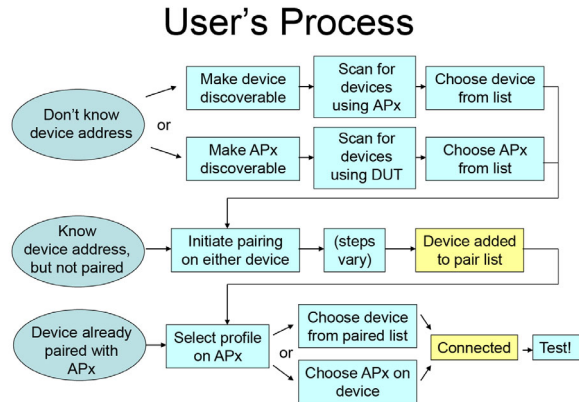 User's Process
Don't know
device address
or
Make device
discoverable
Scan for
devices
using APx
Choose device
from list
Make APx
discoverable
Scan for
devices
using DUT
Choose APx
from list
Know
device address,
but not paired
Initiate pairing
on either device
(steps
vary)
Device added
to pair list
Device already
paired with
APx
Select profile
on APx
or
Choose device
from paired list
Choose APx on
device
Connected
Test!